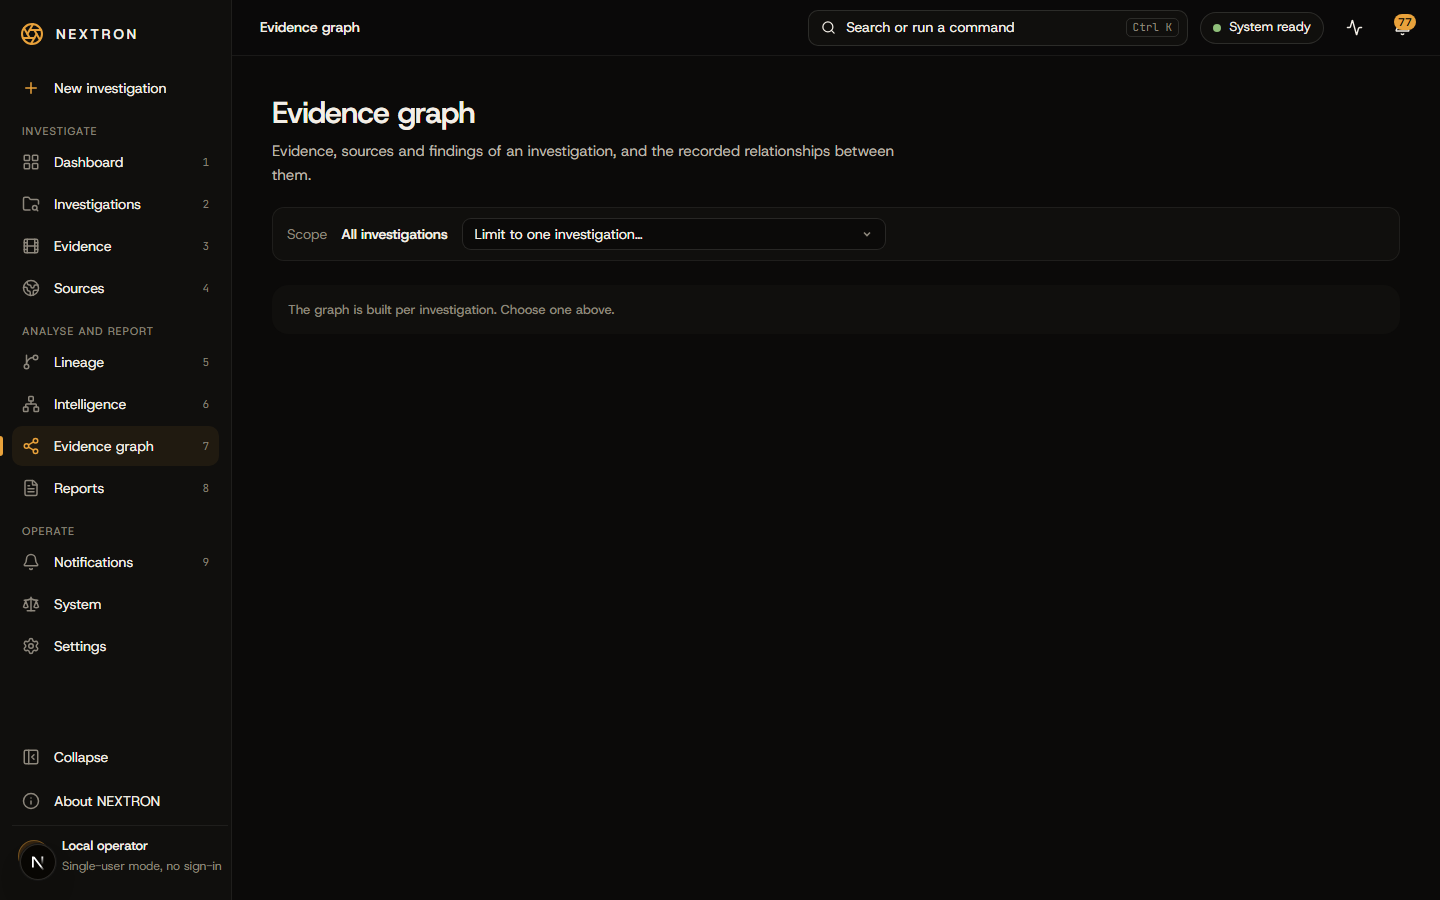 NEXTRON
Evidence graph
Search or run a command
Ctrl K
System ready
77
New investigation
INVESTIGATE
Dashboard 1
Investigations 2
Evidence 3
Sources 4
ANALYSE AND REPORT
Lineage 5
Intelligence 6
Evidence graph 7
Reports 8
OPERATE
Notifications 9
System
Settings
Collapse
About NEXTRON
N
Local operator
Single-user mode, no sign-in
Evidence graph
Evidence, sources and findings of an investigation, and the recorded relationships between
them.
Scope All investigations Limit to one investigation...
The graph is built per investigation. Choose one above.